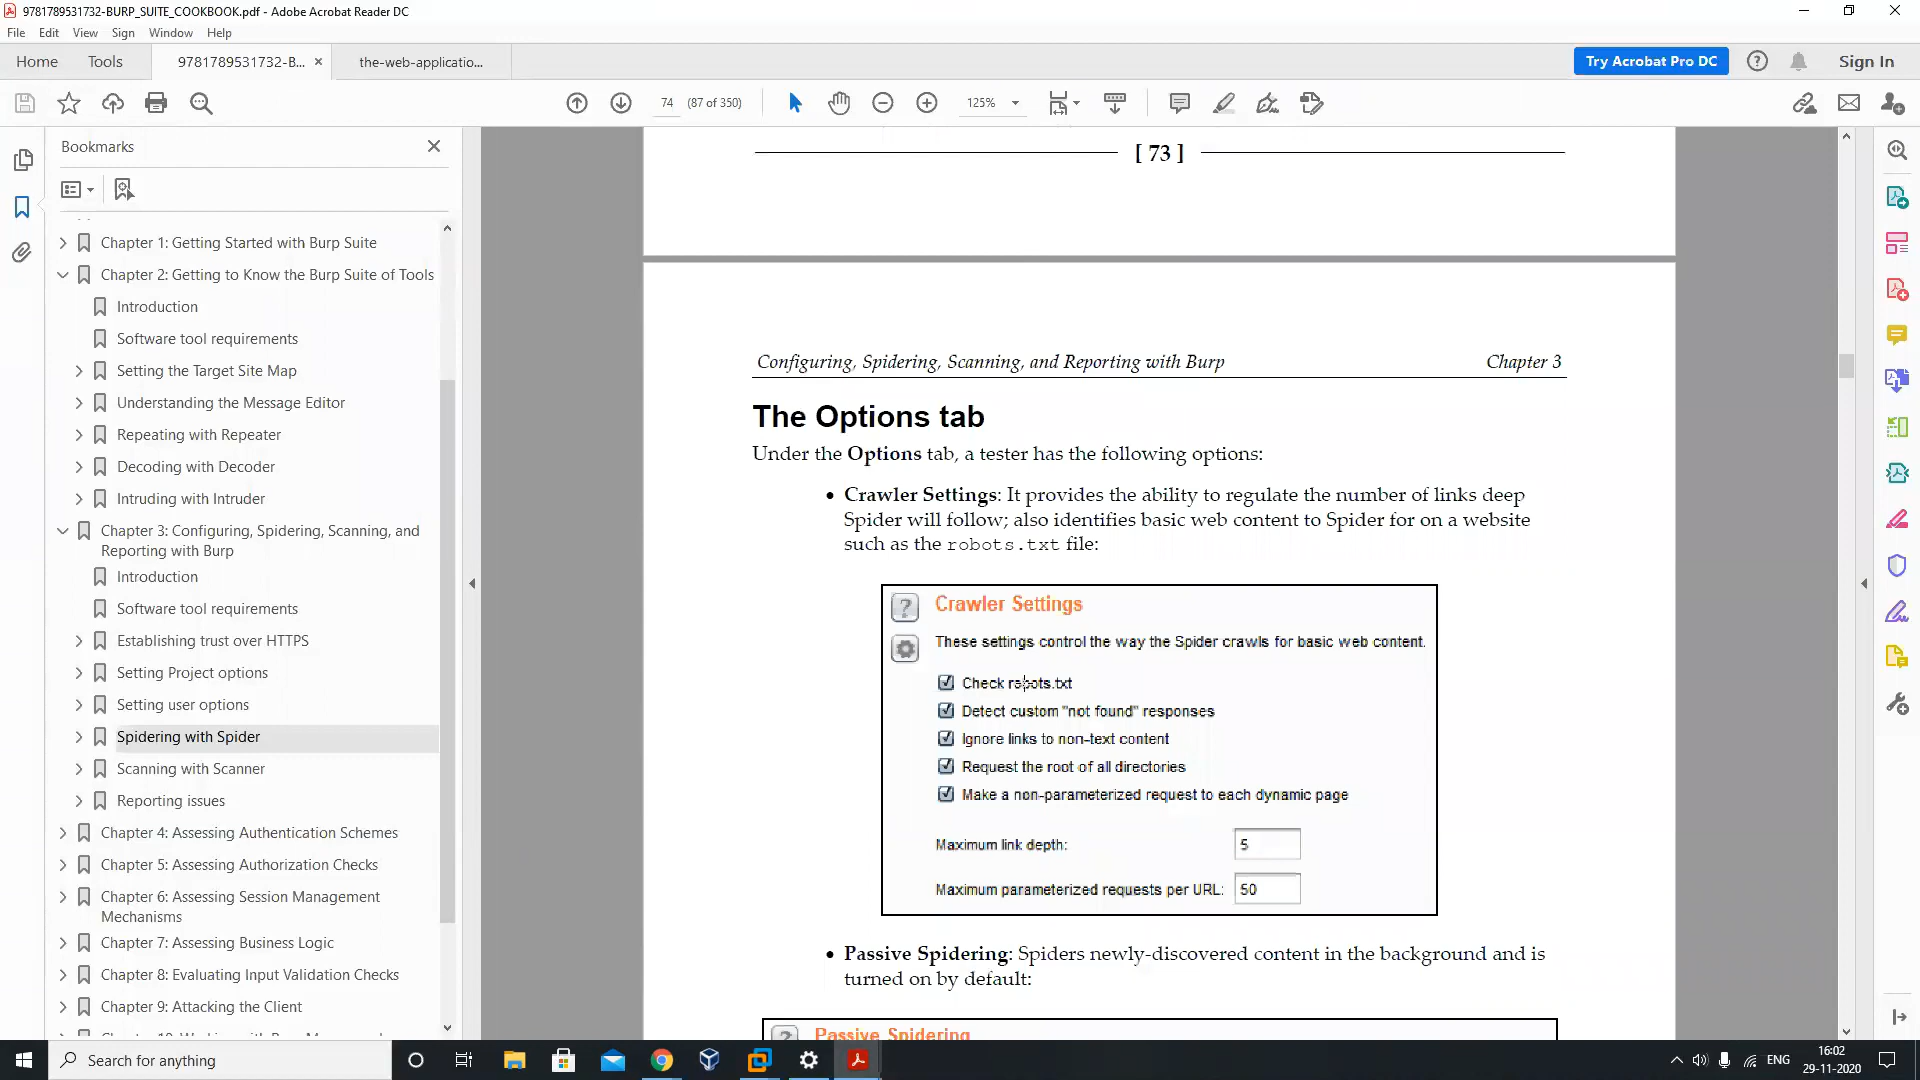 9781789531732-BURP_SUITE_COOKBOOK.pdf - Adobe Acrobat Reader DC
File Edit View Sign Window Help
Home Tools 9781789531732-B... × the-web-applicatio... Try Acrobat Pro DC Sign In
74 (87 of 350) 125%
Bookmarks
Chapter 1: Getting Started with Burp Suite
Chapter 2: Getting to Know the Burp Suite of Tools
Introduction
Software tool requirements
Setting the Target Site Map
Understanding the Message Editor
Repeating with Repeater
Decoding with Decoder
Intruding with Intruder
Chapter 3: Configuring, Spidering, Scanning, and
Reporting with Burp
Introduction
Software tool requirements
Establishing trust over HTTPS
Setting Project options
Setting user options
Spidering with Spider
Scanning with Scanner
Reporting issues
Chapter 4: Assessing Authentication Schemes
Chapter 5: Assessing Authorization Checks
Chapter 6: Assessing Session Management
Mechanisms
Chapter 7: Assessing Business Logic
Chapter 8: Evaluating Input Validation Checks
Chapter 9: Attacking the Client
[ 73 ]
Configuring, Spidering, Scanning, and Reporting with Burp Chapter 3
The Options tab
Under the Options tab, a tester has the following options:
• Crawler Settings: It provides the ability to regulate the number of links deep
Spider will follow; also identifies basic web content to Spider for on a website
such as the robots.txt file:
? Crawler Settings
These settings control the way the Spider crawls for basic web content.
Check robots.txt
Detect custom "not found" responses
Ignore links to non-text content
Request the root of all directories
Make a non-parameterized request to each dynamic page
Maximum link depth: 5
Maximum parameterized requests per URL: 50
• Passive Spidering: Spiders newly-discovered content in the background and is
turned on by default:
? Passive Spidering
Search for anything
ENG
16:02
29-11-2020